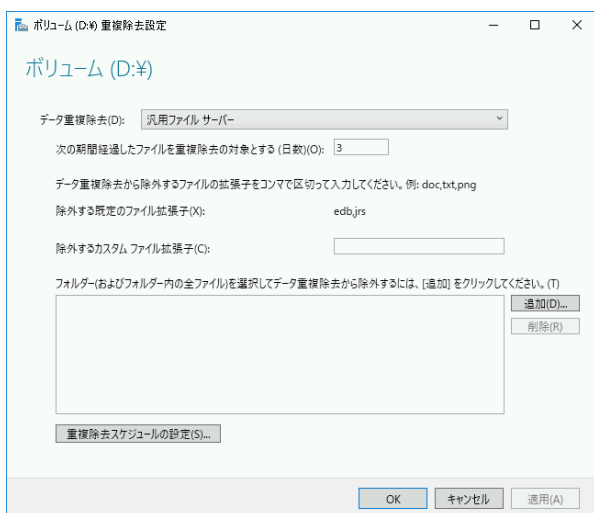 ボリューム (D:¥) 重複除去設定
ボリューム (D:¥)
データ重複除去(D): 汎用ファイル サーバー
次の期間経過したファイルを重複除去の対象とする (日数)(O): 3
データ重複除去から除外するファイルの拡張子をコンマで区切って入力してください。例: doc,txt,png
除外する既定のファイル拡張子(X): edb,jrs
除外するカスタム ファイル拡張子(C):
フォルダー(およびフォルダー内の全ファイル)を選択してデータ重複除去から除外するには、[追加] をクリックしてください。(T)
追加(D)...
削除(R)
重複除去スケジュールの設定(S)...
OK キャンセル 適用(A)